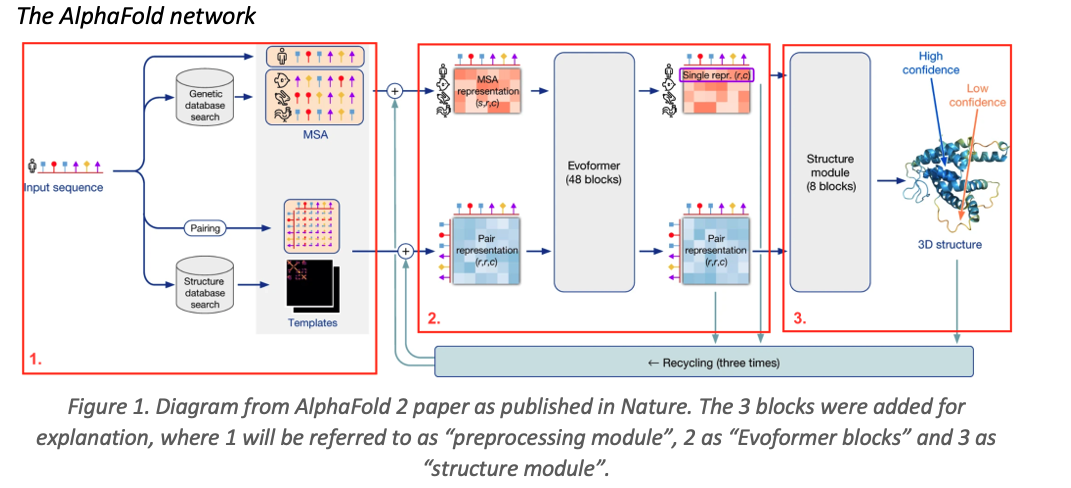 The AlphaFold network
Input sequence
Genetic
database
search
MSA
Pairing
Structure
database
search
Templates
1.
MSA
representation
(s,r,c)
Pair
representation
(r,r,c)
Evoformer
(48 blocks)
Single repr. (r,c)
Pair
representation
(r,r,c)
2.
Structure
module
(8 blocks)
High
confidence
Low
confidence
3D structure
3.
← Recycling (three times)
Figure 1. Diagram from AlphaFold 2 paper as published in Nature. The 3 blocks were added for
explanation, where 1 will be referred to as “preprocessing module”, 2 as “Evoformer blocks” and 3 as
“structure module”.